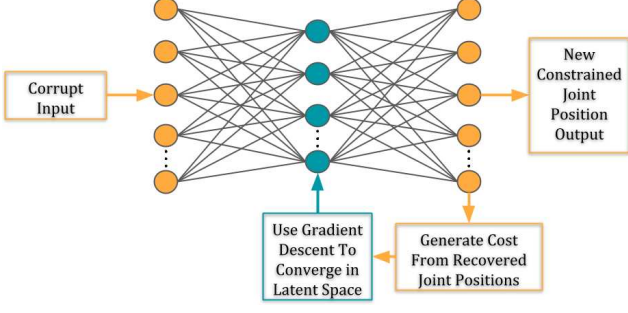 Corrupt
Input
New
Constrained
Joint
Position
Output
Use Gradient
Descent To
Converge in
Latent Space
Generate Cost
From Recovered
Joint Positions